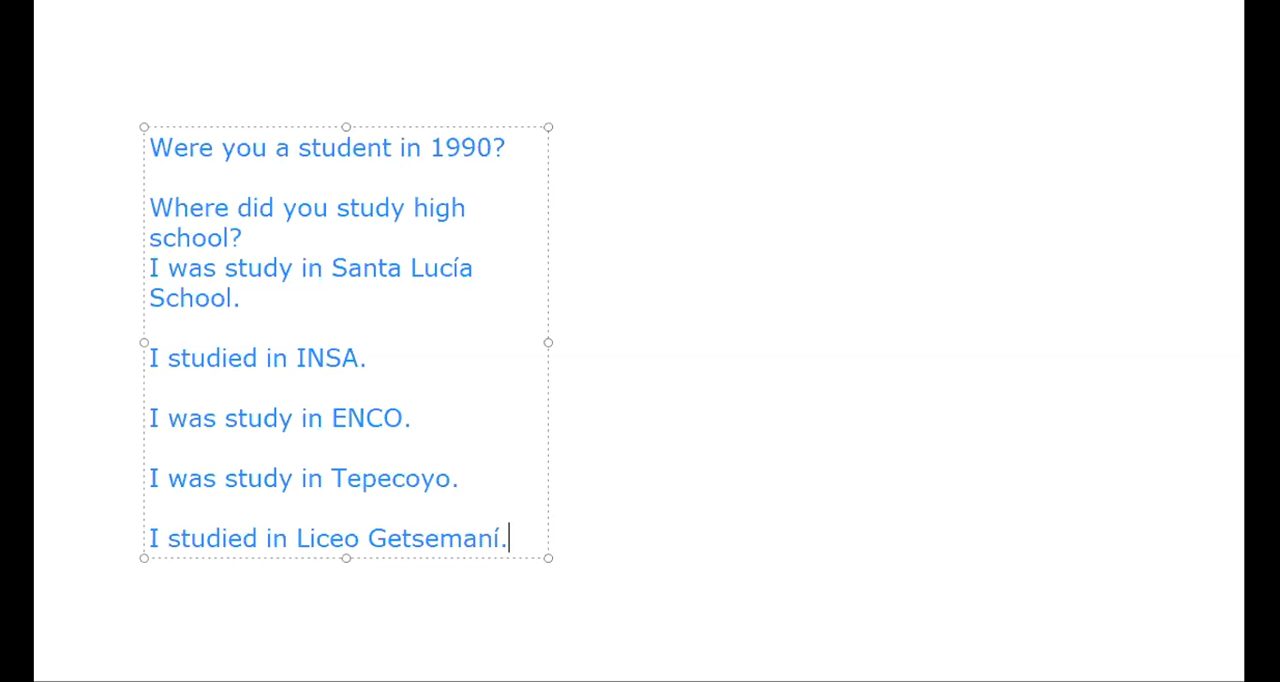 Were you a student in 1990?
Where did you study high
school?
I was study in Santa Lucía
School.
I studied in INSA.
I was study in ENCO.
I was study in Tepecoyo.
I studied in Liceo Getsemaní.